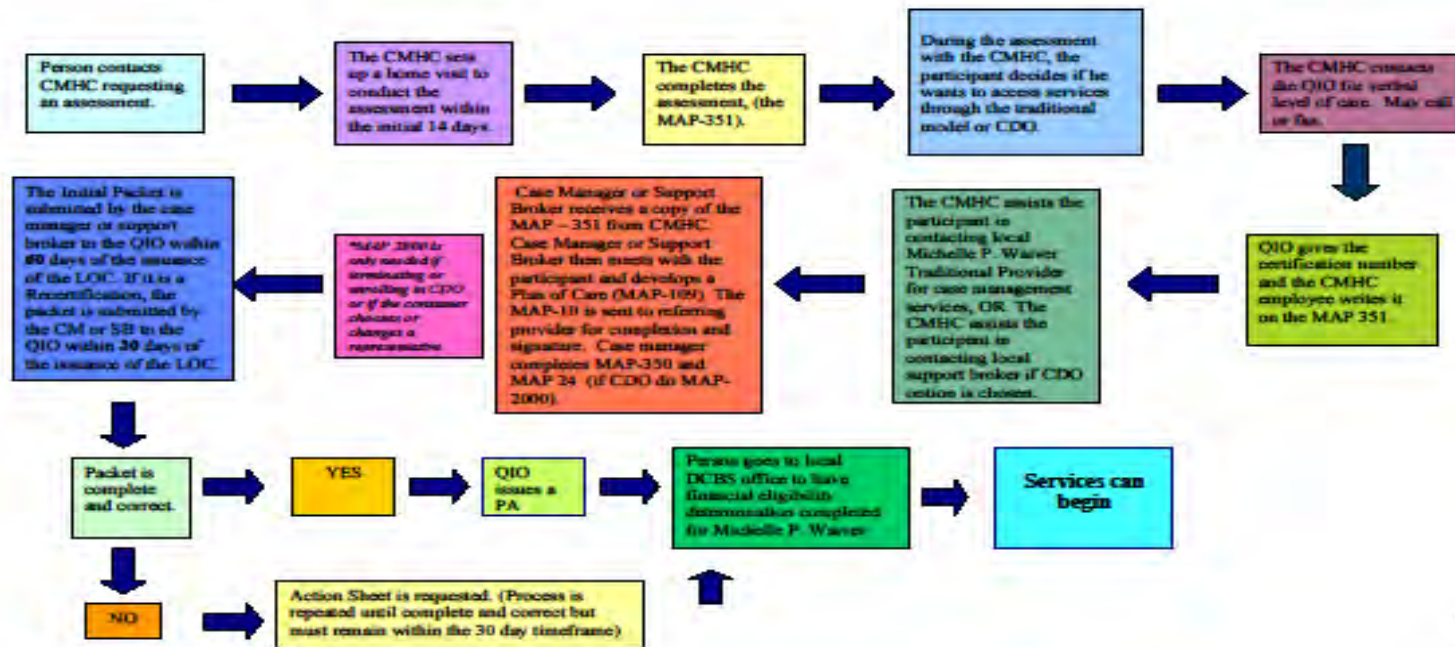 Person contacts
CMHC requesting
an assessment.
The CMHC sets
up a home visit to
conduct the
assessment within
the initial 14 days.
The CMHC
completes the
assessment, (the
MAP-351).
During the assessment
with the CMHC, the
participant decides if he
wants to access services
through the traditional
model or CDO.
The CMHC contacts
the QIO for verbal
level of care. May call
or fax.
QIO gives the
certification number
and the CMHC
employee writes it
on the MAP 351.
The CMHC assists the
participant in
contacting local
Michelle P. Waiver
Traditional Provider
for case management
services, OR The
CMHC assists the
participant in
contacting local
support broker if CDO
option is chosen.
Case Manager or Support
Broker receives a copy of the
MAP – 351 from CMHC.
Case Manager or Support
Broker then meets with the
participant and develops a
Plan of Care (MAP-109) The
MAP-10 is sent to referring
provider for completion and
signature. Case manager
completes MAP-350 and
MAP 24 (if CDO do MAP-
2000).
*MAP 2000 is
only needed if
terminating or
enrolling in CDO
or if the consumer
chooses or
changes a
representative
The Initial Packet is
submitted by the case
manager or support
broker to the QIO within
60 days of the issuance
of the LOC. If it is a
Recertification, the
packet is submitted by
the CM or SB to the
QIO within 30 days of
the issuance of the LOC.
Packet is
complete
and correct.
YES
QIO
issues a
PA
Person goes to local
DCBS office to have
financial eligibility
determination completed
for Michelle P. Waiver
Services can
begin
NO
Action Sheet is requested. (Process is
repeated until complete and correct but
must remain within the 30 day timeframe)